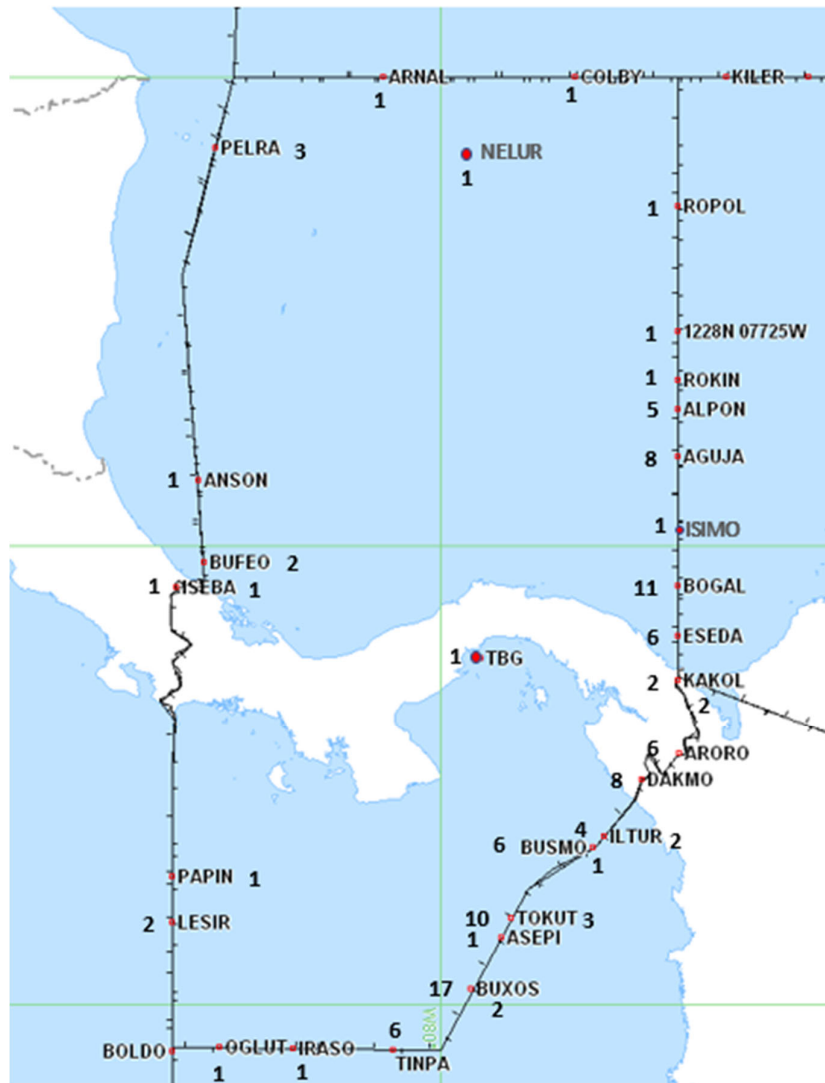 ARNAL COLBY KILER
1 1
PELRA 3 NELUR
1
1 ROPOL
1 1228N 07725W
1 ROKIN
5 ALPON
8 AGUJA
1 ANSON
1 ISIMO
BUFEO 2
1 ISEBA 1 11 BOGAL
6 ESEDA
1 TBG
2 KAKOL
2
6 ARORO
8 DAKMO
4 ILTUR 2
6 BUSMO
1
1 PAPIN
10 TOKUT 3
2 LESIR
1 ASEPI
17 BUXOS
2
W80
6
BOLDO OGLUT IRASO
TINPA
1 1